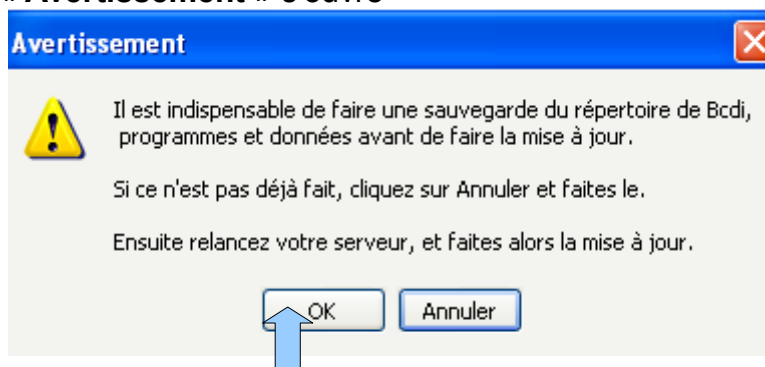 « Avertissement » s'ouvre
Avertissement
Il est indispensable de faire une sauvegarde du répertoire de Bcdi,
programmes et données avant de faire la mise à jour.
Si ce n'est pas déjà fait, cliquez sur Annuler et faites le.
Ensuite relancez votre serveur, et faites alors la mise à jour.
OK Annuler